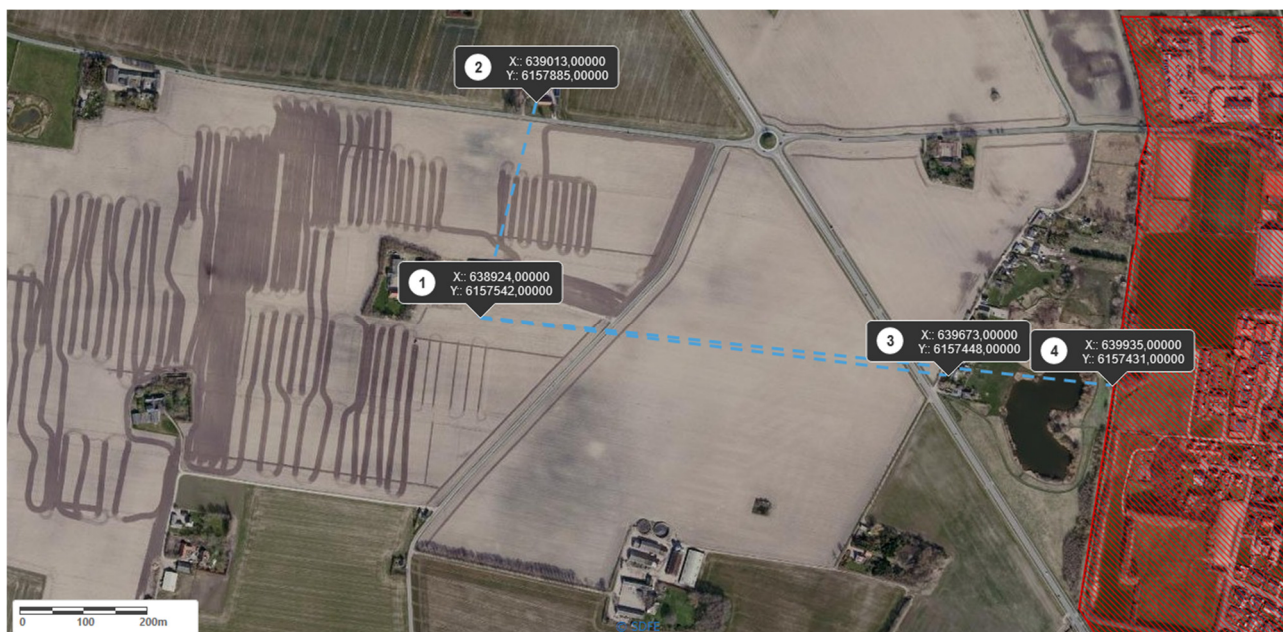 2
X:: 639013,00000
Y:: 6157885,00000
1
X:: 638924,00000
Y:: 6157542,00000
3
X:: 639673,00000
Y:: 6157448,00000
4
X:: 639935,00000
Y:: 6157431,00000
0 100 200m